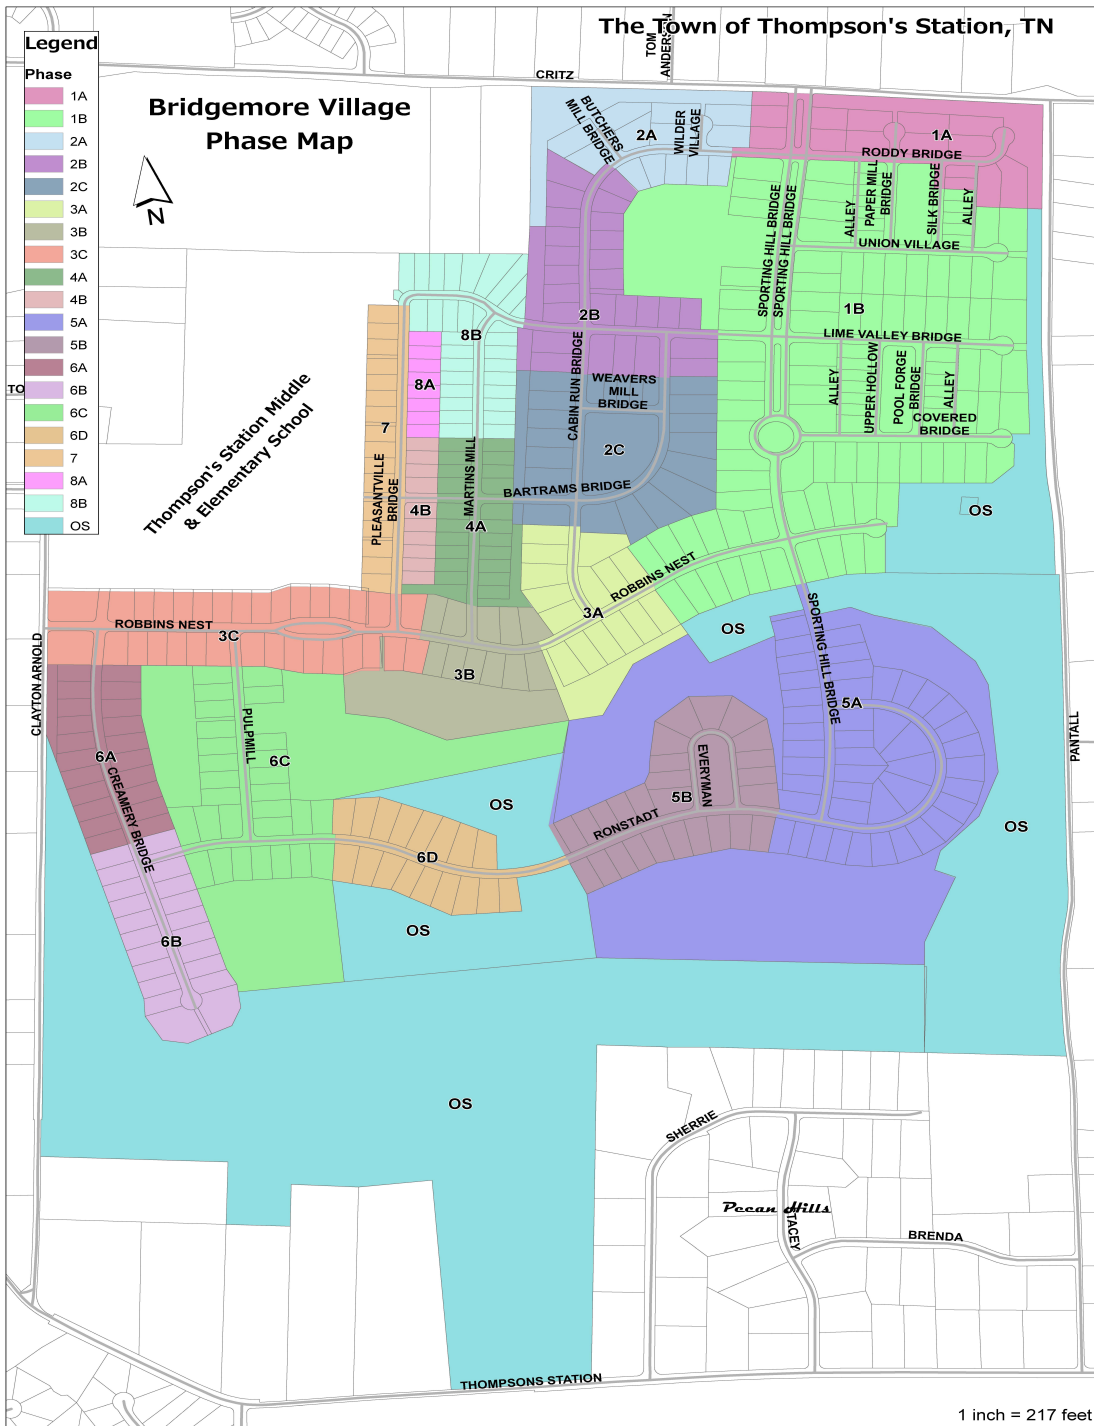 The Town of Thompson's Station, TN
Legend
Phase
1A
1B
2A
2B
2C
3A
3B
3C
4A
4B
5A
5B
6A
6B
6C
6D
7
8A
8B
OS
Bridgemore Village
Phase Map
N
CRITZ
TOM
ANDERSON
BUTCHERS
MILL BRIDGE
2A
WILDER
VILLAGE
1A
RODDY BRIDGE
PAPER MILL
BRIDGE
SILK BRIDGE
ALLEY
ALLEY
UNION VILLAGE
SPORTING HILL BRIDGE
SPORTING HILL BRIDGE
1B
LIME VALLEY BRIDGE
2B
8B
8A
CABIN RUN BRIDGE
WEAVERS
MILL
BRIDGE
2C
ALLEY
UPPER HOLLOW
POOL FORGE
BRIDGE
ALLEY
COVERED
BRIDGE
TO
Thompson's Station Middle
& Elementary School
7
PLEASANTVILLE
BRIDGE
4B
MARTINS MILL
4A
BARTRAMS BRIDGE
OS
ROBBINS NEST
3A
OS
SPORTING HILL BRIDGE
ROBBINS NEST
3C
3B
CLAYTON ARNOLD
5A
PANTALL
6A
CREAMERY BRIDGE
PULPMILL
6C
EVERYMAN
5B
RONSTADT
OS
OS
6D
OS
6B
OS
SHERRIE
Pecan Hills
STACEY
BRENDA
THOMPSONS STATION
1 inch = 217 feet